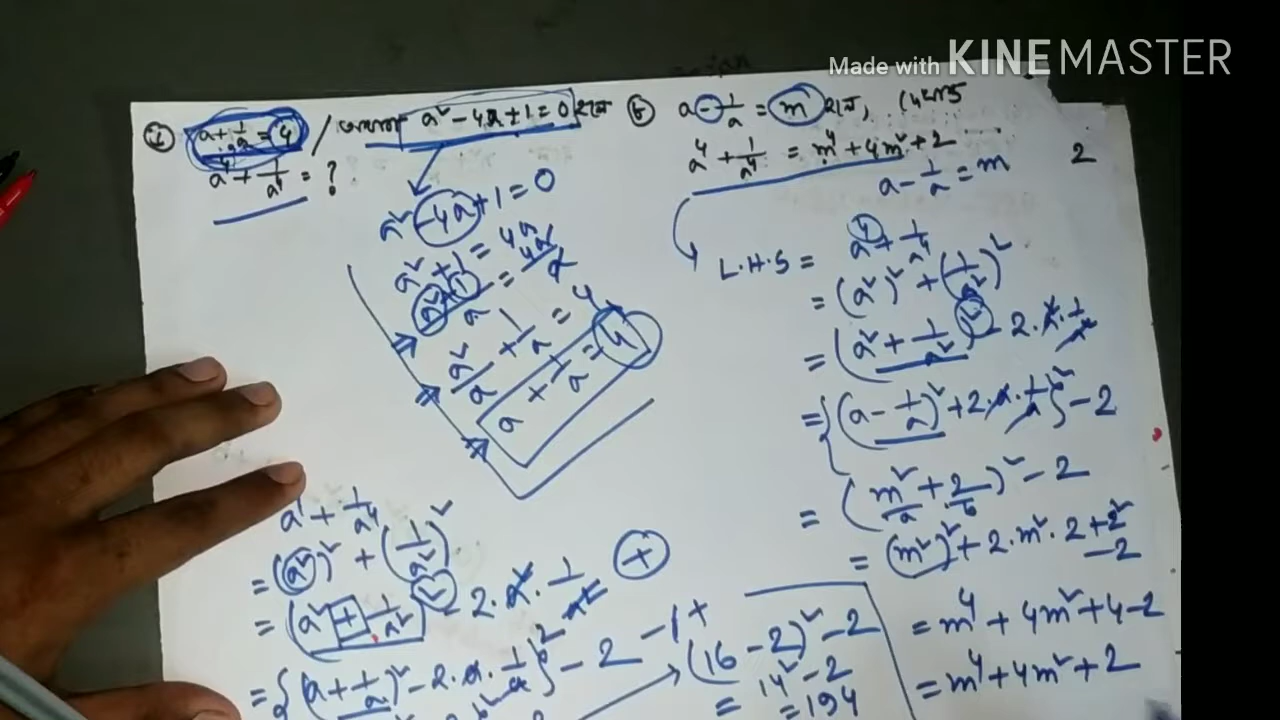 Made with KINEMASTER
a + 1/a = 4 / a² - 4a + 1 = 0 হলে
a⁴ + 1/a⁴ = ?
a² - 4a + 1 = 0
a² + 1 = 4a
a² + 1/a = 4a/a
a²/a + 1/a = 4
a + 1/a = 4
a⁴ + 1/a⁴
= (a²)² + (1/a²)²
= (a² + 1/a²)² - 2.a².1/a²
= {(a + 1/a)² - 2.a.1/a}² - 2
+
(16 - 2)² - 2
= 14² - 2
= 194
a - 1/a = m হলে,
a⁴ + 1/a⁴ = m⁴ + 4m² + 2
a - 1/a = m
2
L.H.S = a⁴ + 1/a⁴
= (a²)² + (1/a²)²
= (a² + 1/a²)² - 2.a².1/a²
= {(a - 1/a)² + 2.a.1/a}² - 2
= (m²/a + 2/b)² - 2
= (m²)² + 2.m².2 + 2² - 2
= m⁴ + 4m² + 4 - 2
= m⁴ + 4m² + 2